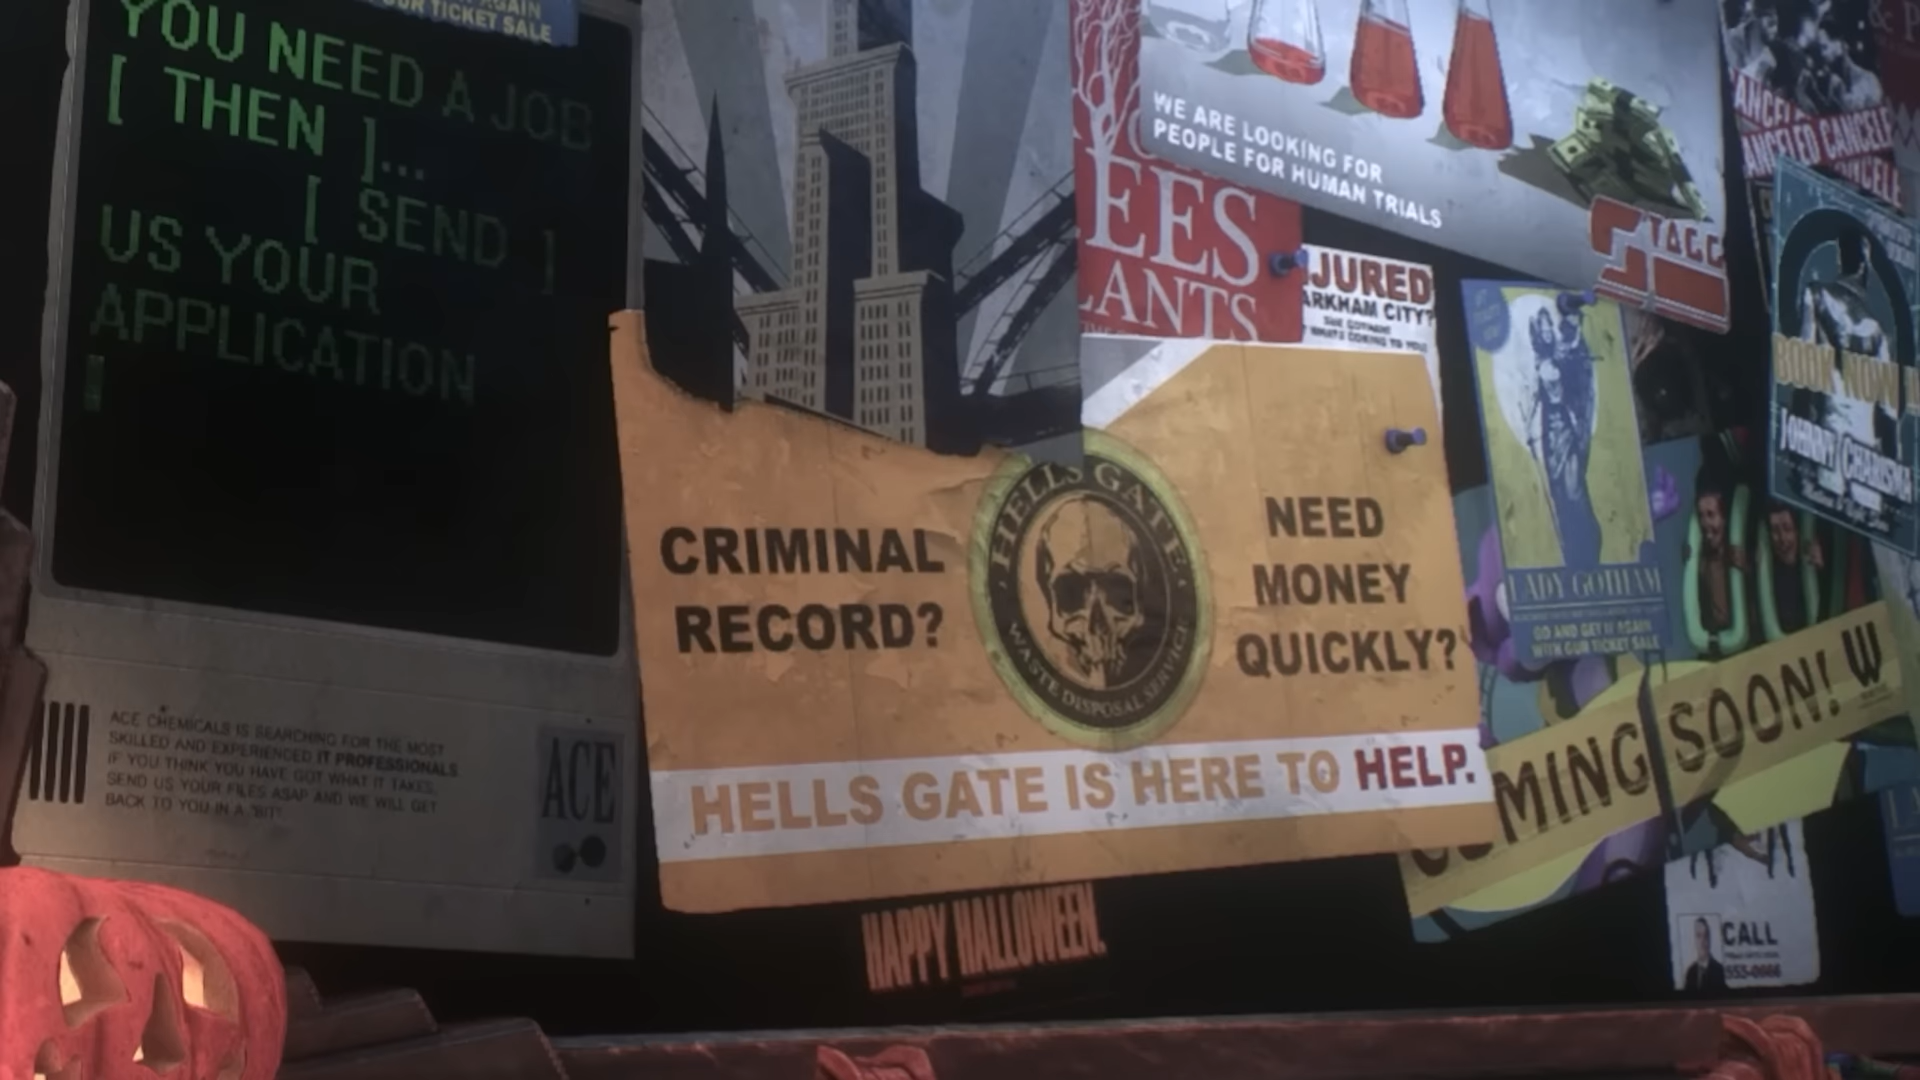 AGAIN
OUR TICKET SALE
YOU NEED A JOB
[ THEN ]...
[ SEND ]
US YOUR
APPLICATION
ACE CHEMICALS IS SEARCHING FOR THE MOST
SKILLED AND EXPERIENCED IT PROFESSIONALS.
IF YOU THINK YOU HAVE GOT WHAT IT TAKES,
SEND US YOUR FILES ASAP AND WE WILL GET
BACK TO YOU IN A 'BIT'!
ACE
WE ARE LOOKING FOR
PEOPLE FOR HUMAN TRIALS
STAGG
EES
LANTS
JURED
ARKHAM CITY?
CRIMINAL
RECORD?
HELLS GATE
WASTE DISPOSAL SERVICE
NEED
MONEY
QUICKLY?
HELLS GATE IS HERE TO HELP.
HAPPY HALLOWEEN.
LADY GOTHAM
GO AND GET IT AGAIN
WITH OUR TICKET SALE
COMING SOON! W
CALL
555-0666
CANCELED CANCELE
BOOK NOW
JOHNNY CHARISMA